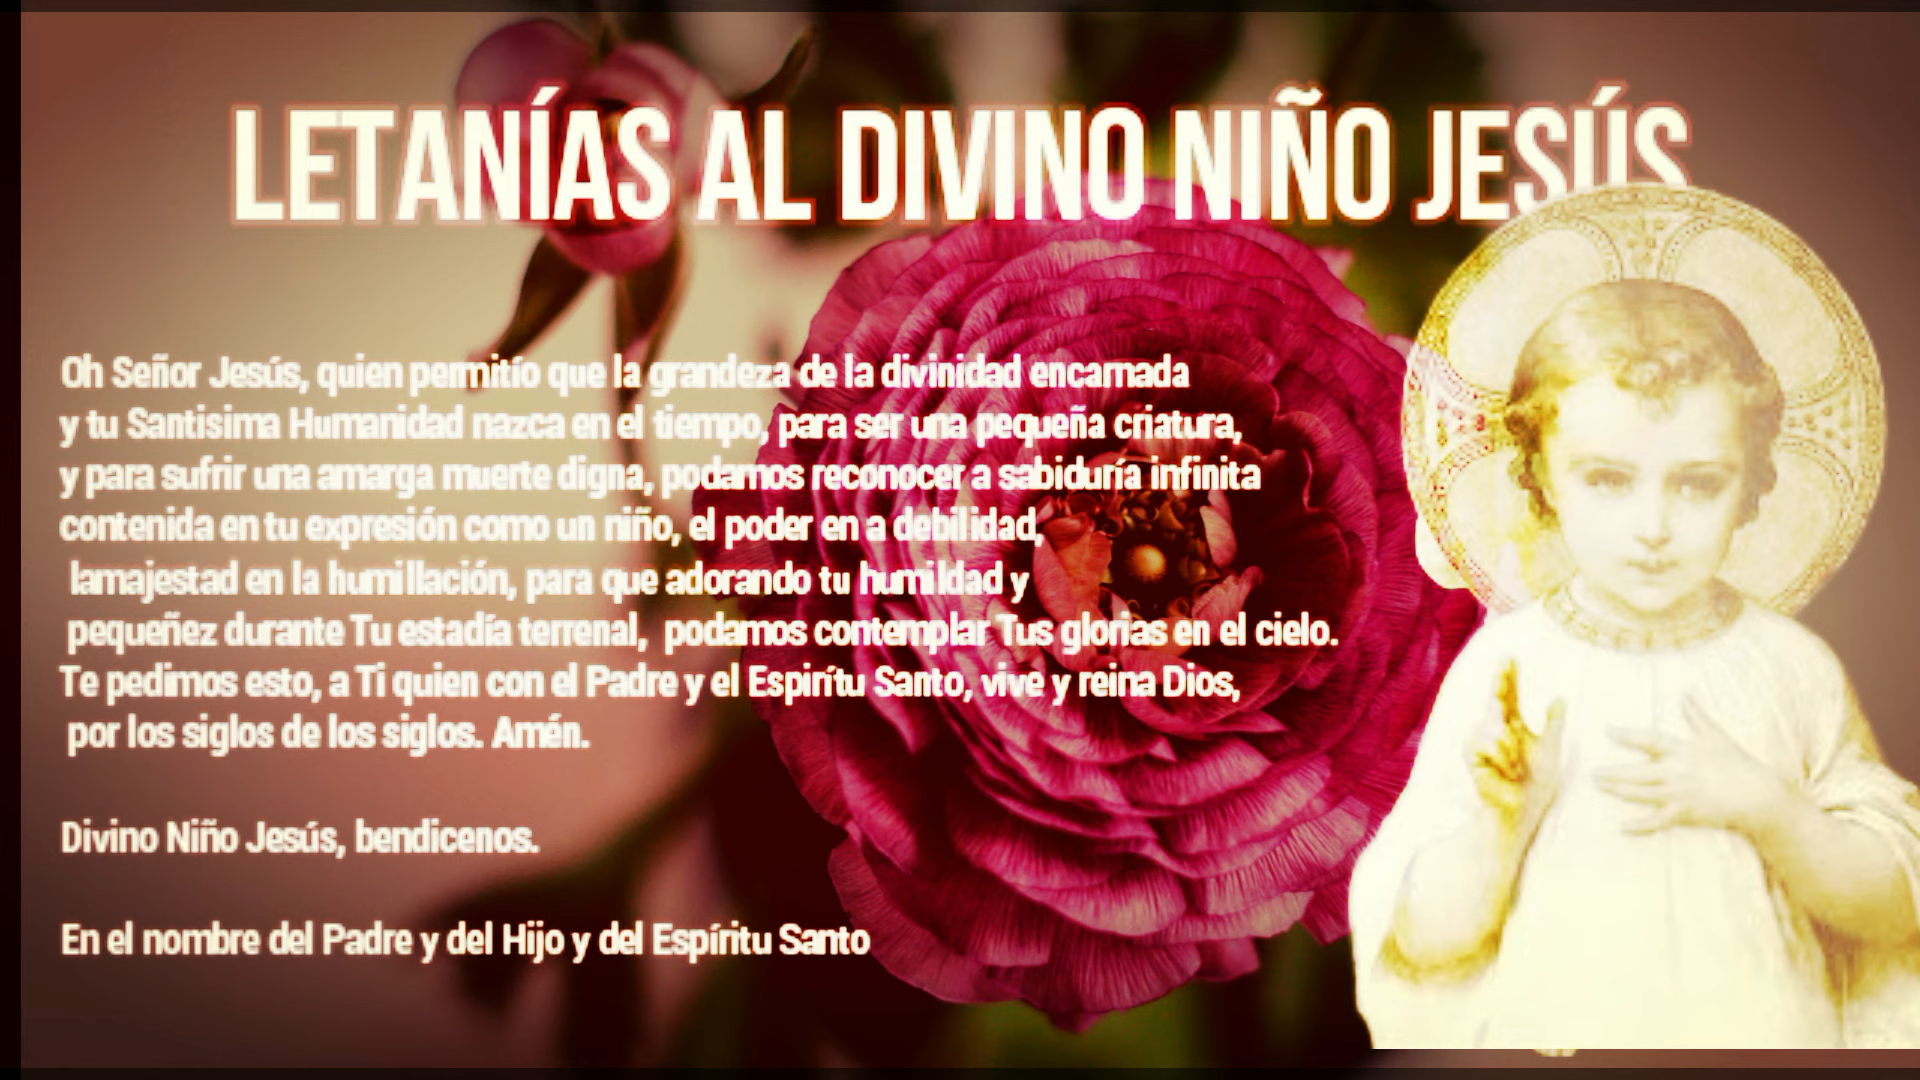 LETANÍAS AL DIVINO NIÑO JESÚS
Oh Señor Jesús, quien permitío que la grandeza de la divinidad encarnada
y tu Santisima Humanidad nazca en el tiempo, para ser una pequeña criatura,
y para sufrir una amarga muerte digna, podamos reconocer a sabiduría infinita
contenida en tu expresión como un niño, el poder en a debilidad,
lamajestad en la humillación, para que adorando tu humildad y
pequeñez durante Tu estadía terrenal, podamos contemplar Tus glorias en el cielo.
Te pedimos esto, a Ti quien con el Padre y el Espirítu Santo, vive y reina Dios,
por los siglos de los siglos. Amén.
Divino Niño Jesús, bendicenos.
En el nombre del Padre y del Hijo y del Espíritu Santo